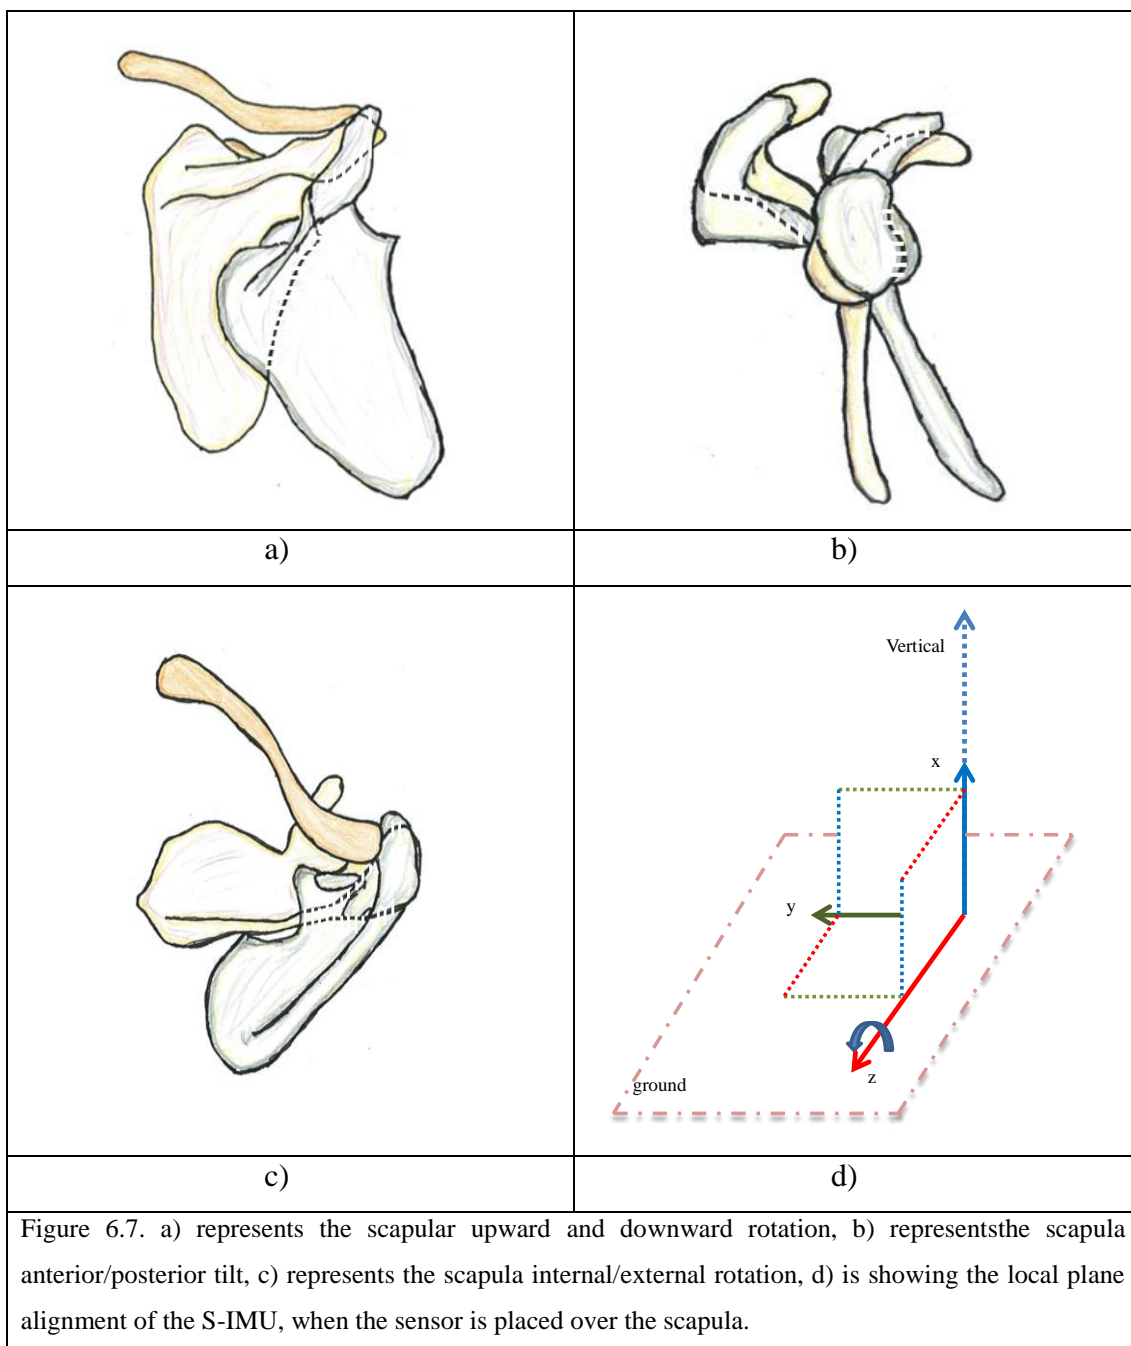 a)
b)
Vertical
x
y
z
ground
c)
d)
Figure 6.7. a) represents the scapular upward and downward rotation, b) representsthe scapula
anterior/posterior tilt, c) represents the scapula internal/external rotation, d) is showing the local plane
alignment of the S-IMU, when the sensor is placed over the scapula.